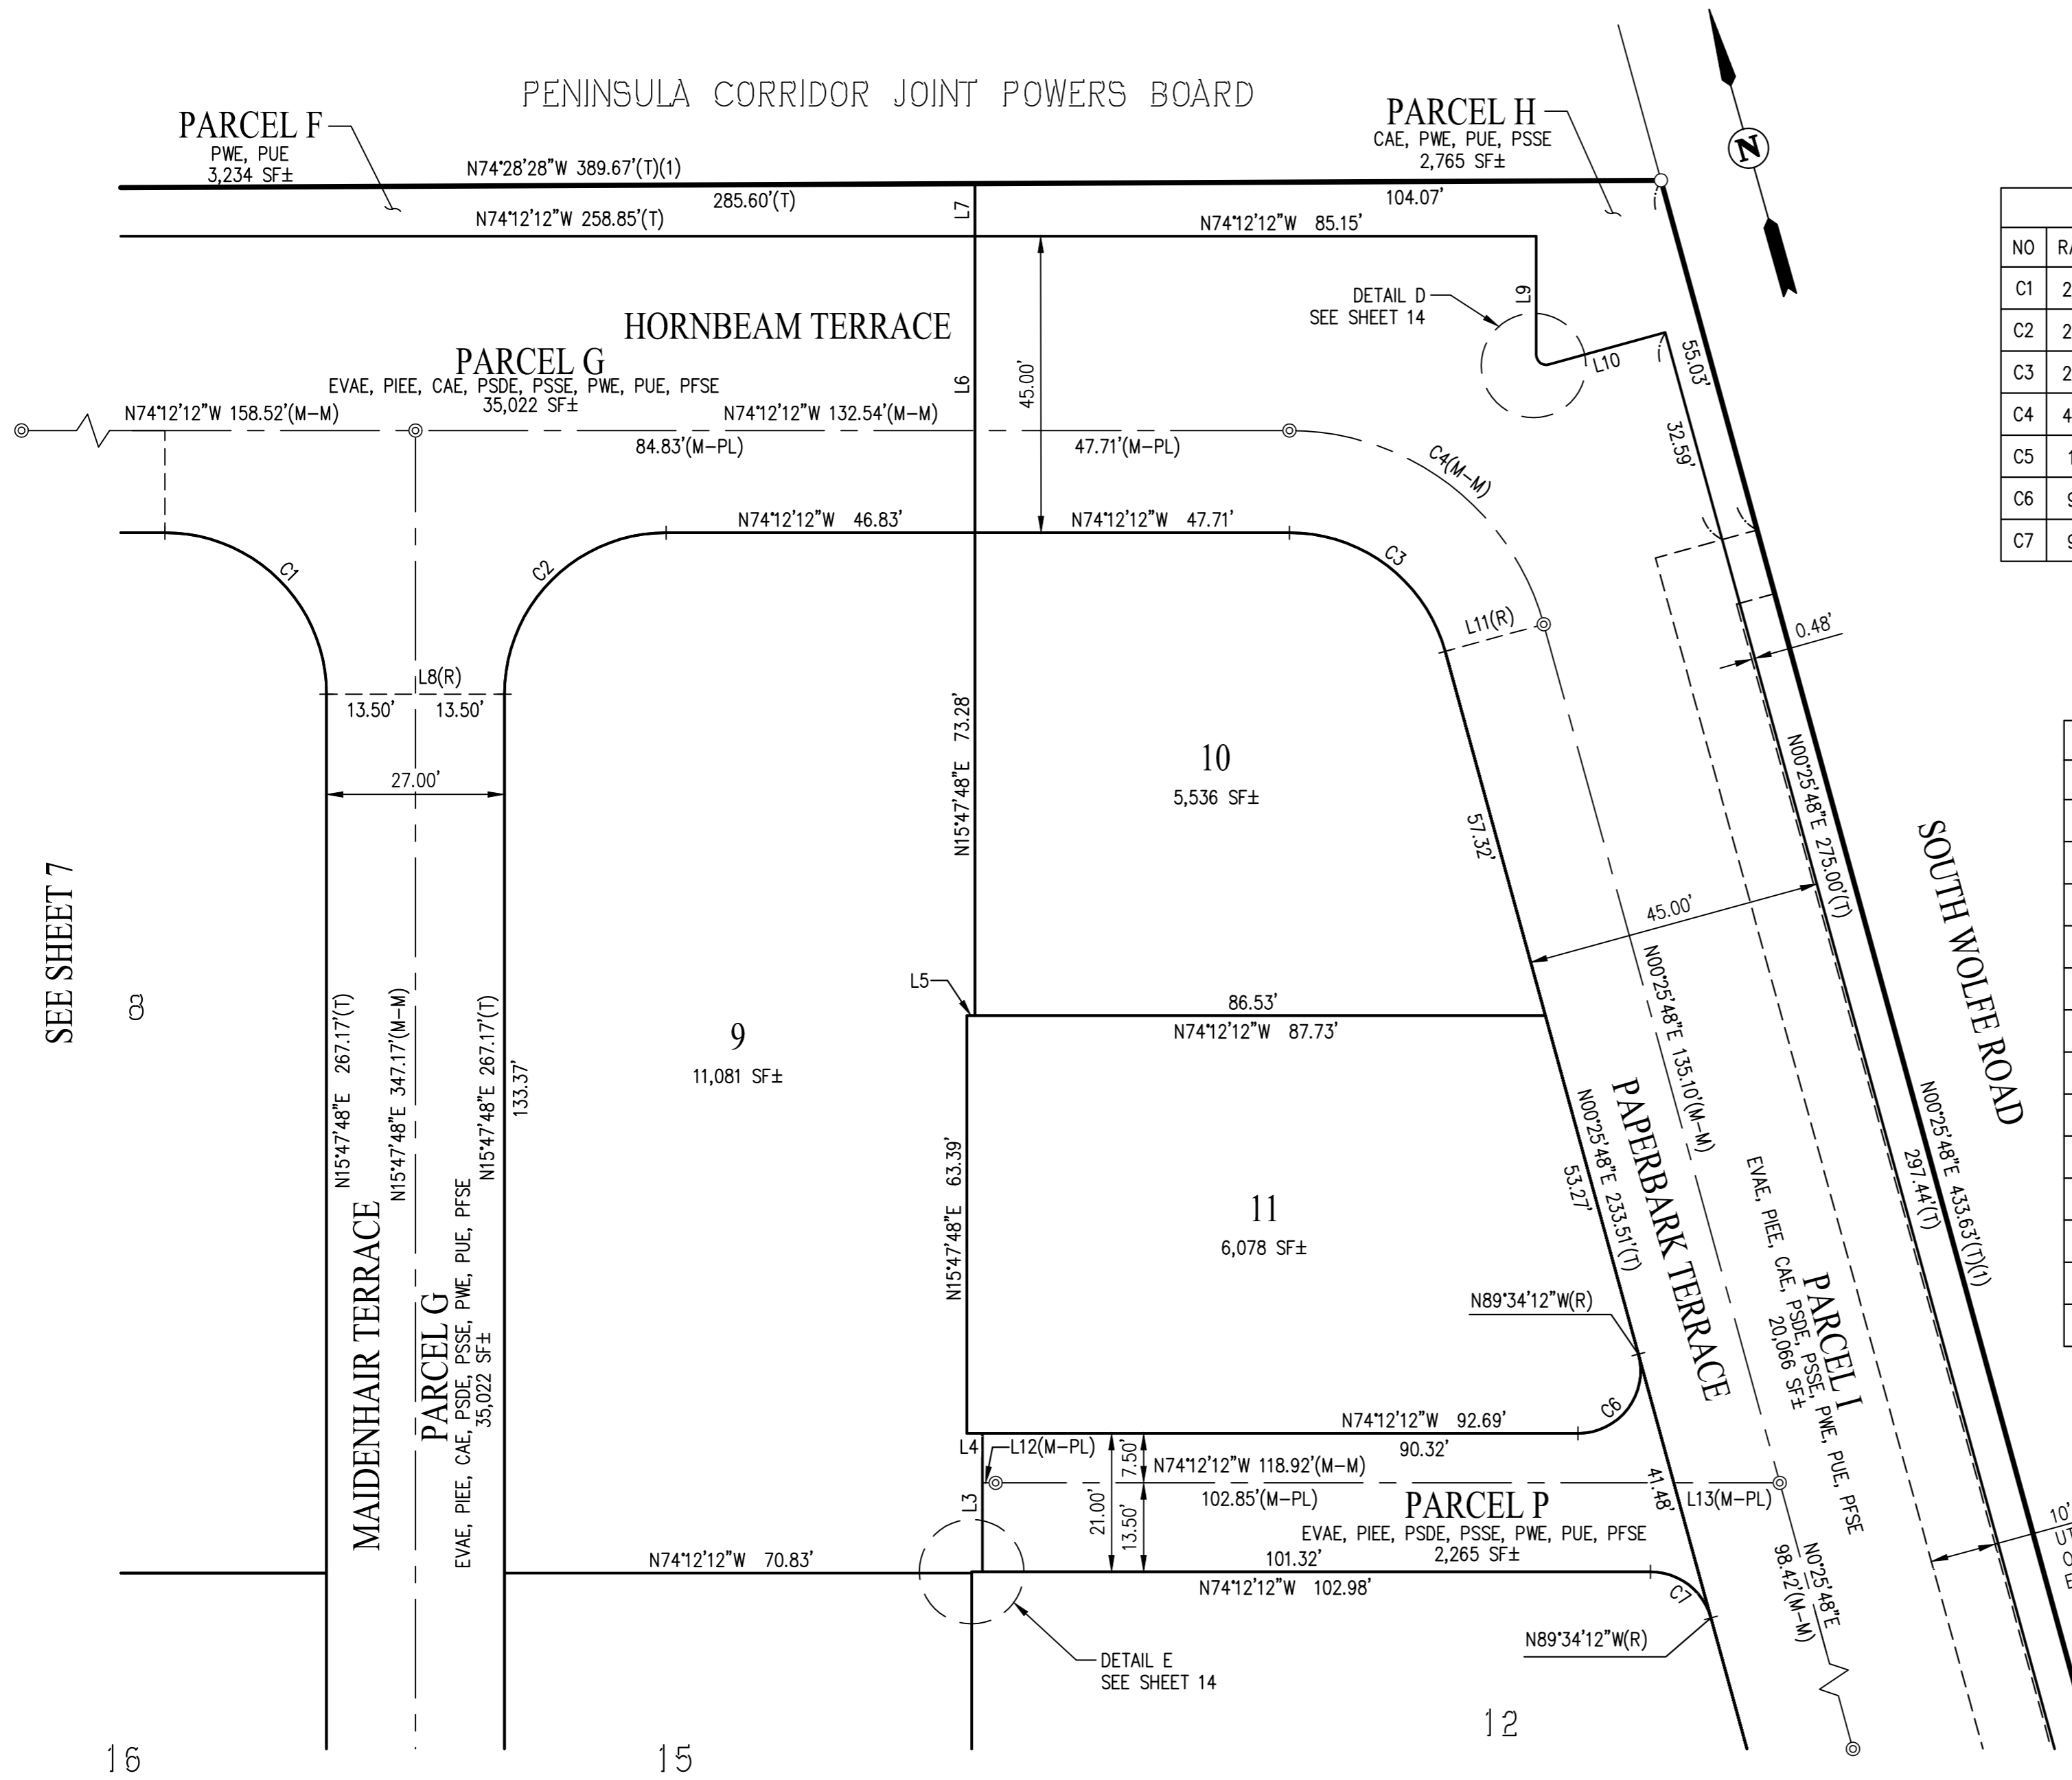 PENINSULA CORRIDOR JOINT POWERS BOARD
PARCEL F
PWE, PUE
3,234 SF±
N74°28'28"W 389.67'(T)(1)
285.60'(T)
N74°12'12"W 258.85'(T)
L7
PARCEL H
CAE, PWE, PUE, PSSE
2,765 SF±
104.07'
N74°12'12"W 85.15'
N
NO
C1
C2
C3
C4
C5
C6
C7
DETAIL D
SEE SHEET 14
L9
L10
55.03'
32.59'
HORNBEAM TERRACE
PARCEL G
EVAE, PIEE, CAE, PSDE, PSSE, PWE, PUE, PFSE
35,022 SF±
L6
45.00'
N74°12'12"W 158.52'(M-M)
N74°12'12"W 132.54'(M-M)
84.83'(M-PL)
47.71'(M-PL)
C4(M-M)
N74°12'12"W 46.83'
N74°12'12"W 47.71'
C1
C2
C3
L11(R)
0.48'
L8(R)
13.50'
13.50'
27.00'
N15°47'48"E 73.28'
10
5,536 SF±
57.32'
45.00'
N00°25'48"E 275.00'(T)
SOUTH WOLFE ROAD
SEE SHEET 7
8
L5
86.53'
N74°12'12"W 87.73'
N00°25'48"E 135.10'(M-M)
N15°47'48"E 267.17'(T)
N15°47'48"E 347.17'(M-M)
N15°47'48"E 267.17'(T)
133.37'
9
11,081 SF±
MAIDENHAIR TERRACE
PARCEL G
EVAE, PIEE, CAE, PSDE, PSSE, PWE, PUE, PFSE
35,022 SF±
N15°47'48"E 63.39'
11
6,078 SF±
N00°25'48"E 233.51'(T)
53.27'
PAPERBARK TERRACE
PARCEL I
EVAE, PIEE, CAE, PSDE, PSSE, PWE, PUE, PFSE
20,066 SF±
N00°25'48"E 433.63'(T)(1)
297.44'(T)
N89°34'12"W(R)
C6
N74°12'12"W 92.69'
90.32'
L4
L12(M-PL)
7.50'
N74°12'12"W 118.92'(M-M)
102.85'(M-PL)
L3
21.00'
13.50'
PARCEL P
EVAE, PIEE, PSDE, PSSE, PWE, PUE, PFSE
2,265 SF±
41.48'
L13(M-PL)
N0°25'48"E
98.42'(M-M)
10'
N74°12'12"W 70.83'
101.32'
N74°12'12"W 102.98'
C7
N89°34'12"W(R)
DETAIL E
SEE SHEET 14
16
15
12